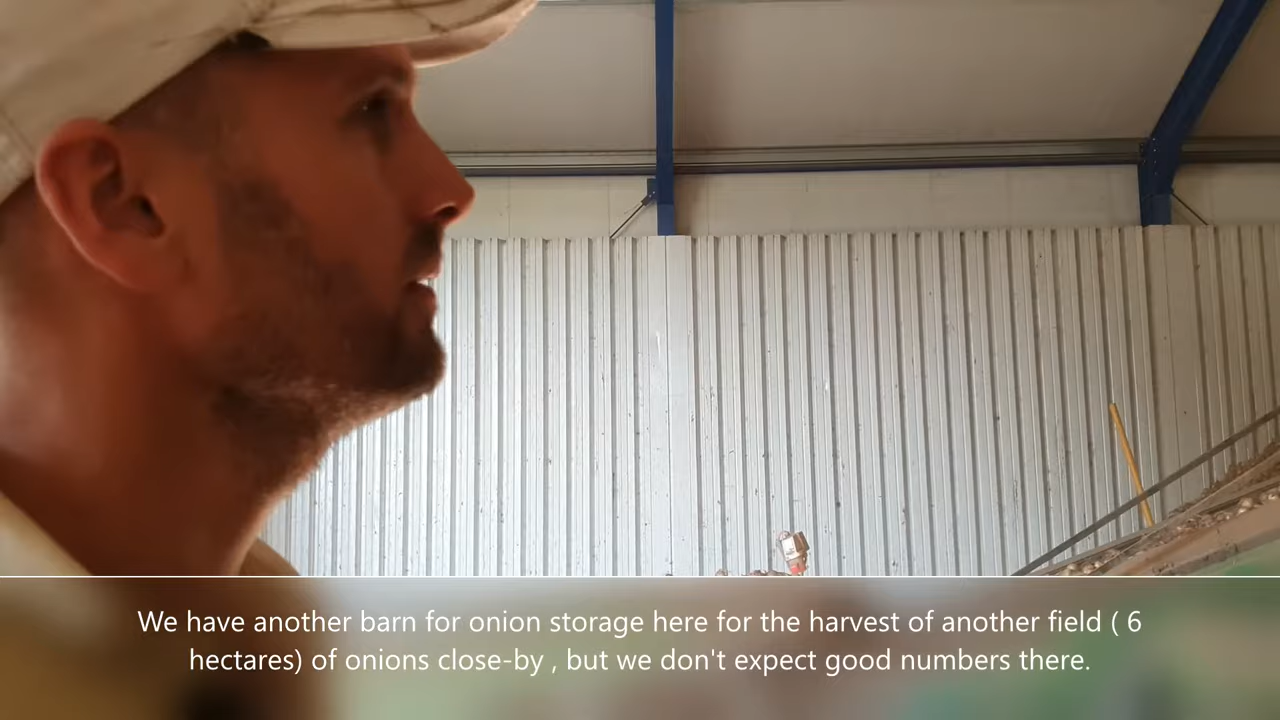 We have another barn for onion storage here for the harvest of another field ( 6
hectares) of onions close-by , but we don't expect good numbers there.